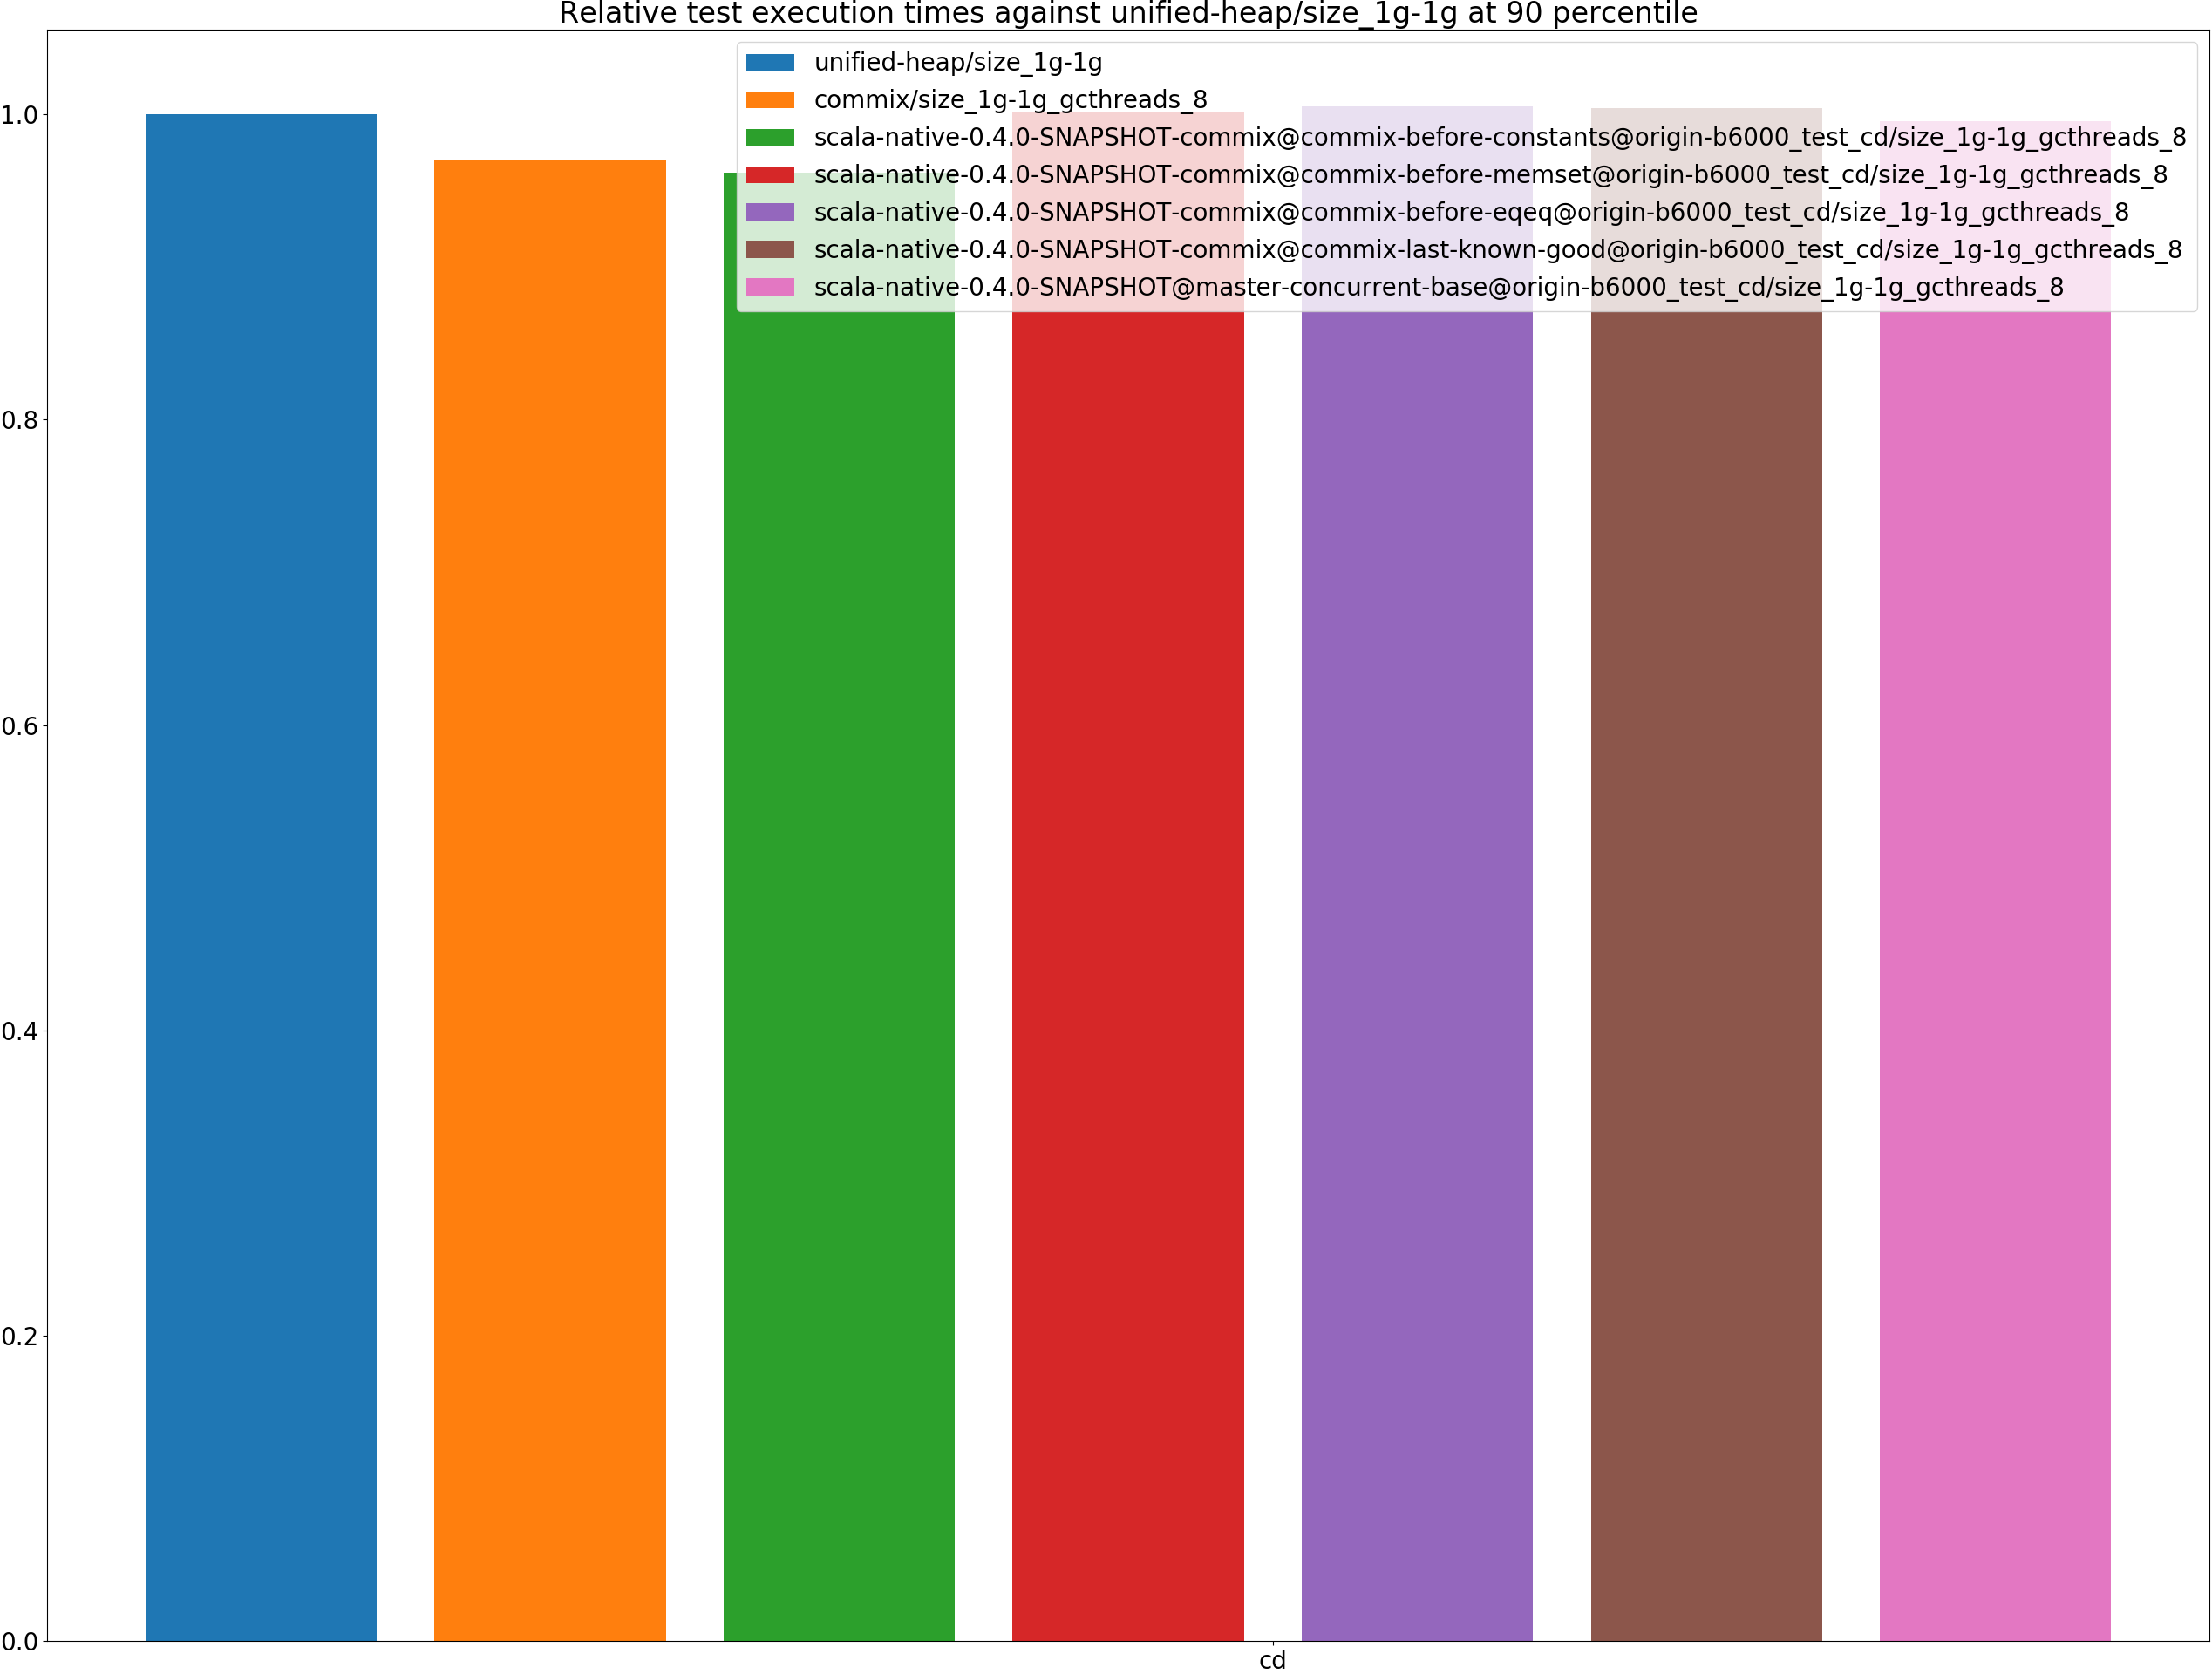 Relative test execution times against unified-heap/size_1g-1g at 90 percentile
unified-heap/size_1g-1g
commix/size_1g-1g_gcthreads_8
scala-native-0.4.0-SNAPSHOT-commix@commix-before-constants@origin-b6000_test_cd/size_1g-1g_gcthreads_8
scala-native-0.4.0-SNAPSHOT-commix@commix-before-memset@origin-b6000_test_cd/size_1g-1g_gcthreads_8
scala-native-0.4.0-SNAPSHOT-commix@commix-before-eqeq@origin-b6000_test_cd/size_1g-1g_gcthreads_8
scala-native-0.4.0-SNAPSHOT-commix@commix-last-known-good@origin-b6000_test_cd/size_1g-1g_gcthreads_8
scala-native-0.4.0-SNAPSHOT@master-concurrent-base@origin-b6000_test_cd/size_1g-1g_gcthreads_8
1.0
0.8
0.6
0.4
0.2
0.0
cd